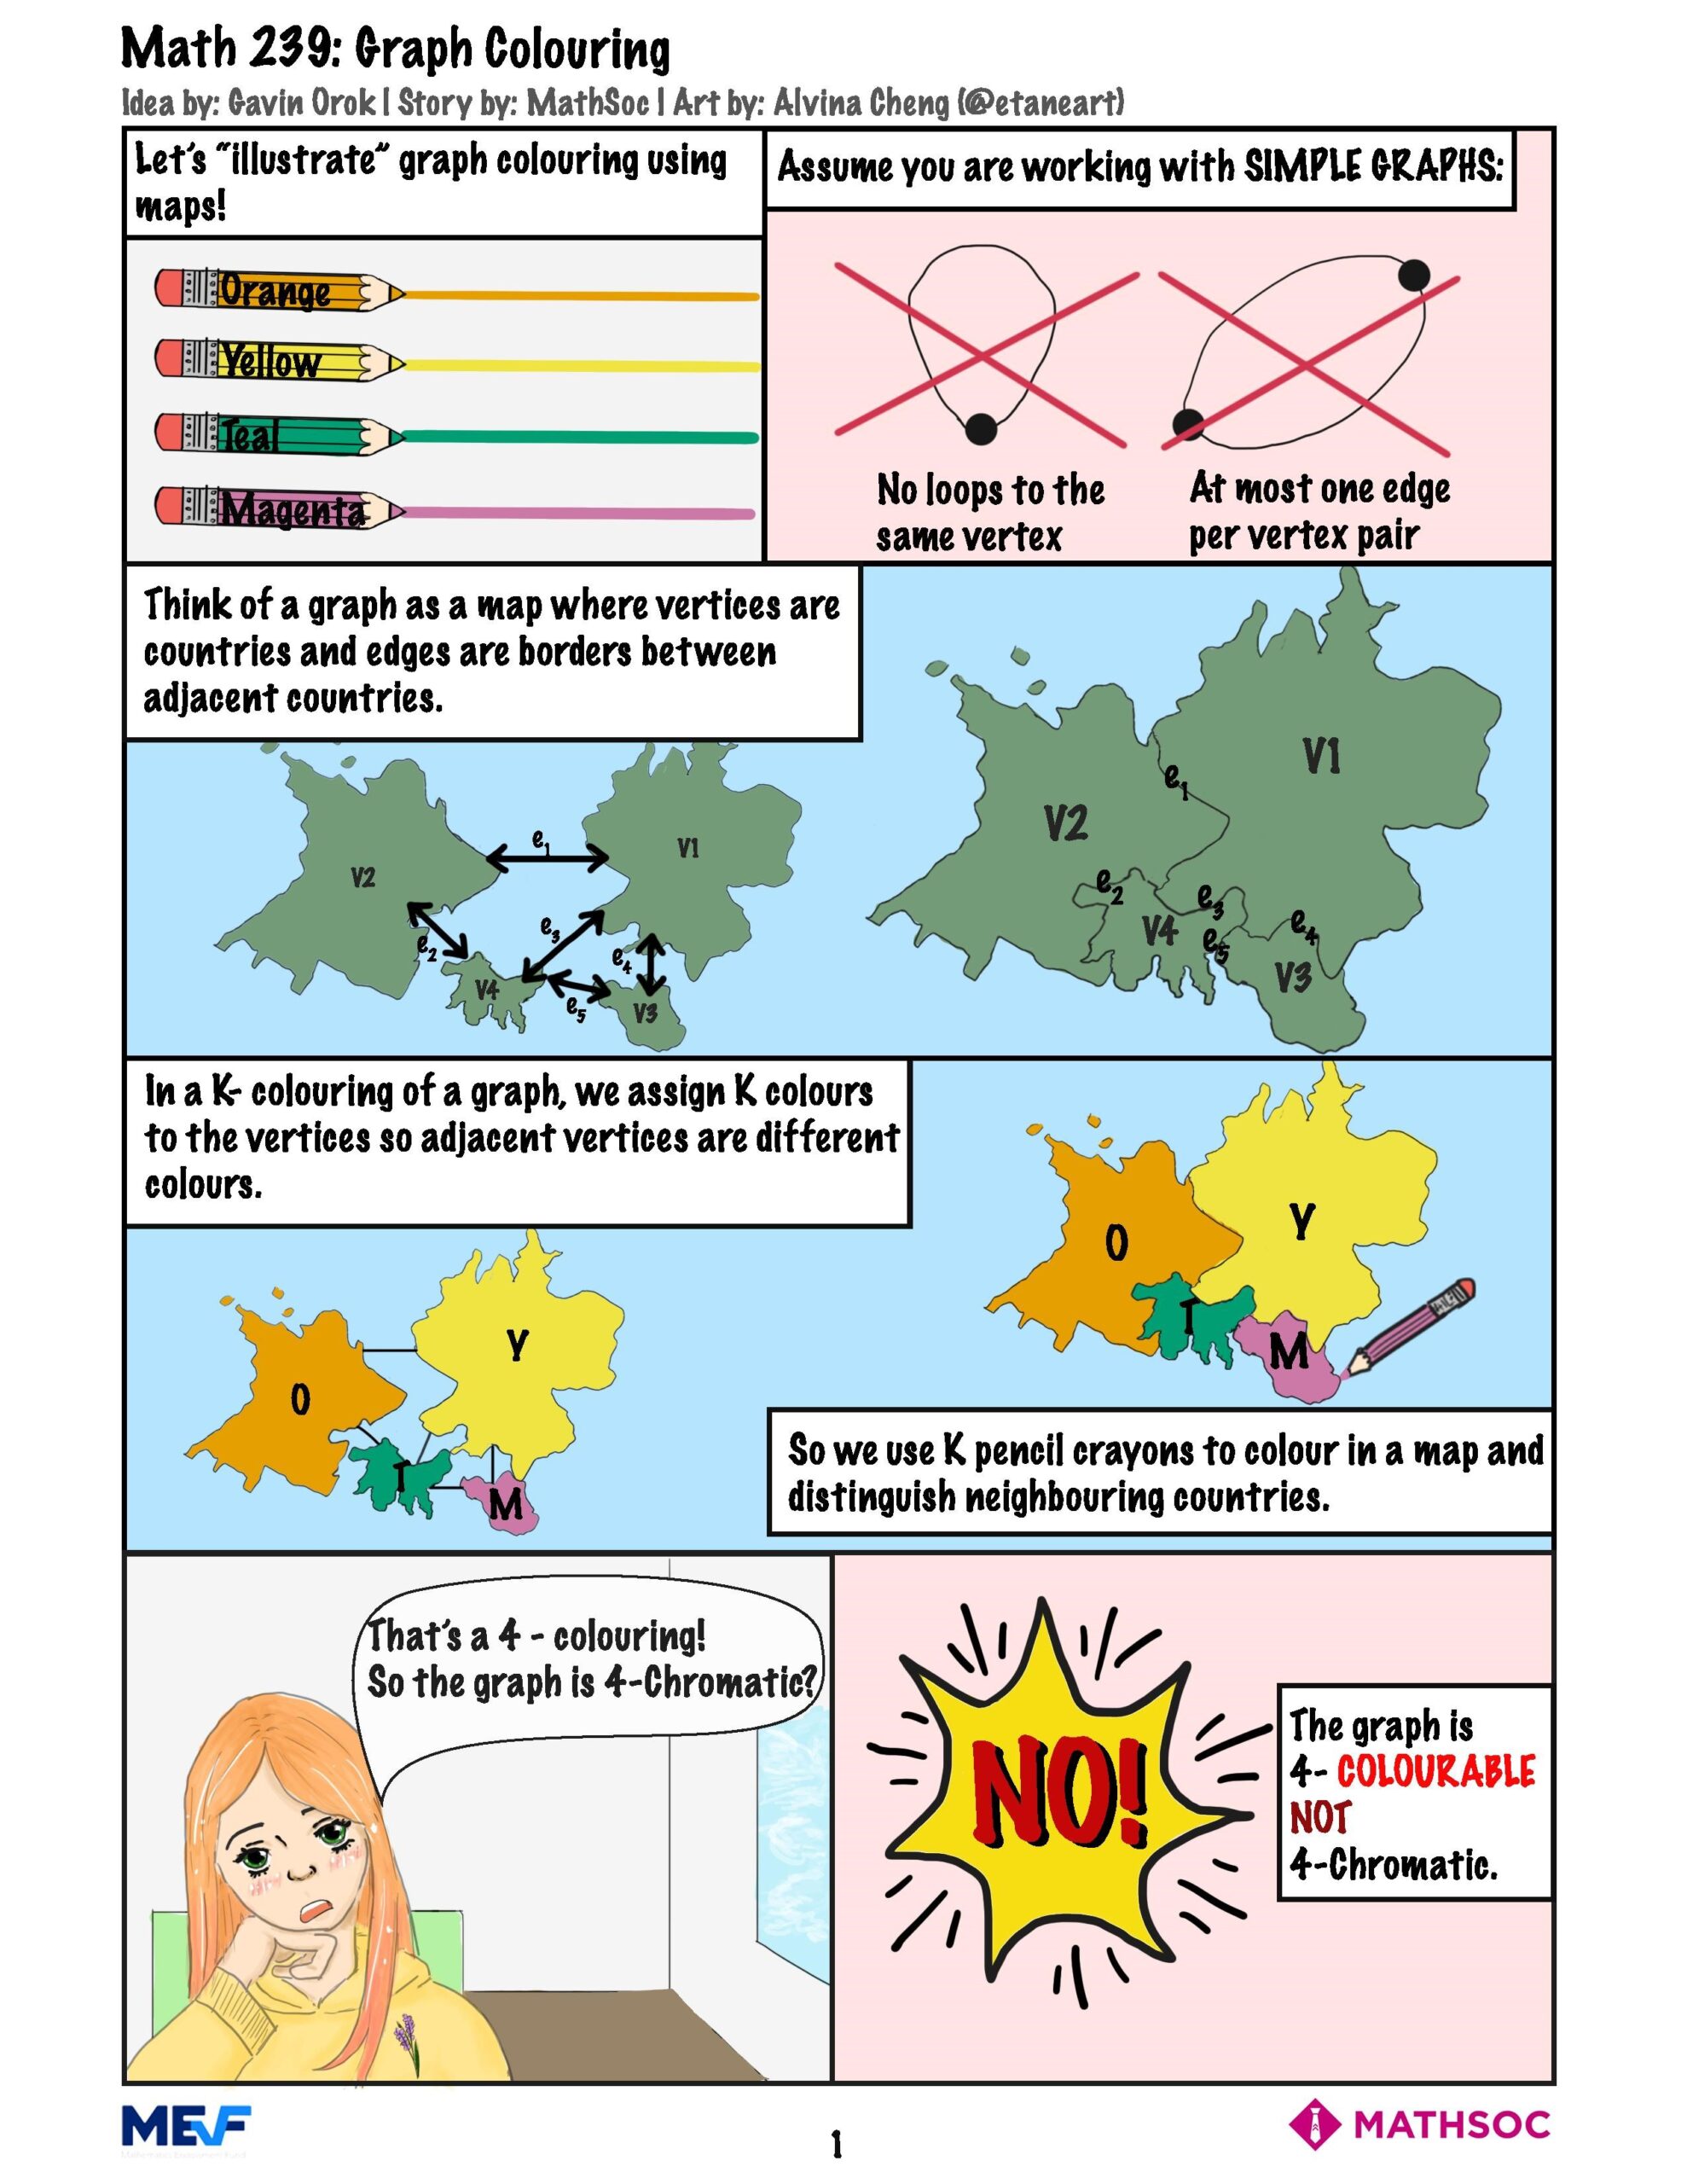 Math 239: Graph Colouring
Idea by: Gavin Orok | Story by: MathSoc | Art by: Alvina Cheng (@etaneart)
Let's "illustrate" graph colouring using
maps!
Orange
Yellow
Teal
Magenta
Assume you are working with SIMPLE GRAPHS:
No loops to the
same vertex
At most one edge
per vertex pair
Think of a graph as a map where vertices are
countries and edges are borders between
adjacent countries.
V2
V1
V4
V3
e1
e2
e3
e4
e5
V1
V2
V4
V3
e1
e2
e3
e4
e5
In a K- colouring of a graph, we assign K colours
to the vertices so adjacent vertices are different
colours.
O
Y
T
M
O
Y
T
M
So we use K pencil crayons to colour in a map and
distinguish neighbouring countries.
That's a 4 - colouring!
So the graph is 4-Chromatic?
NO!
The graph is
4- COLOURABLE
NOT
4-Chromatic.
MEF
1
MATHSOC